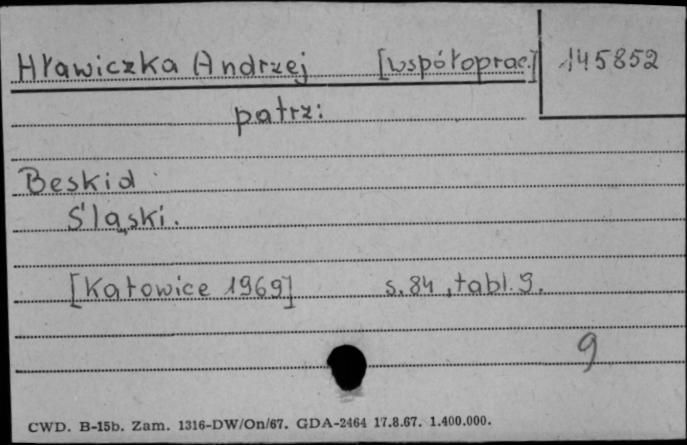 Hławiczka Andrzej [współoprac.] 145852
patrz:
Beskid
Śląski.
[Katowice 1969] s. 84, tabl. 9.
9
CWD. B-15b. Zam. 1316-DW/On/67. GDA-2464 17.8.67. 1.400.000.